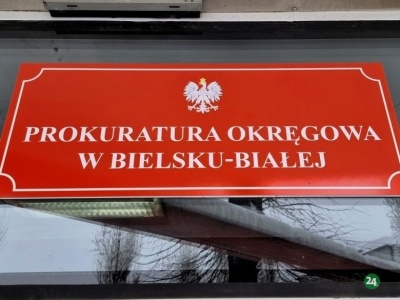 PROKURATURA OKRĘGOWA
W BIELSKU-BIAŁEJ
24